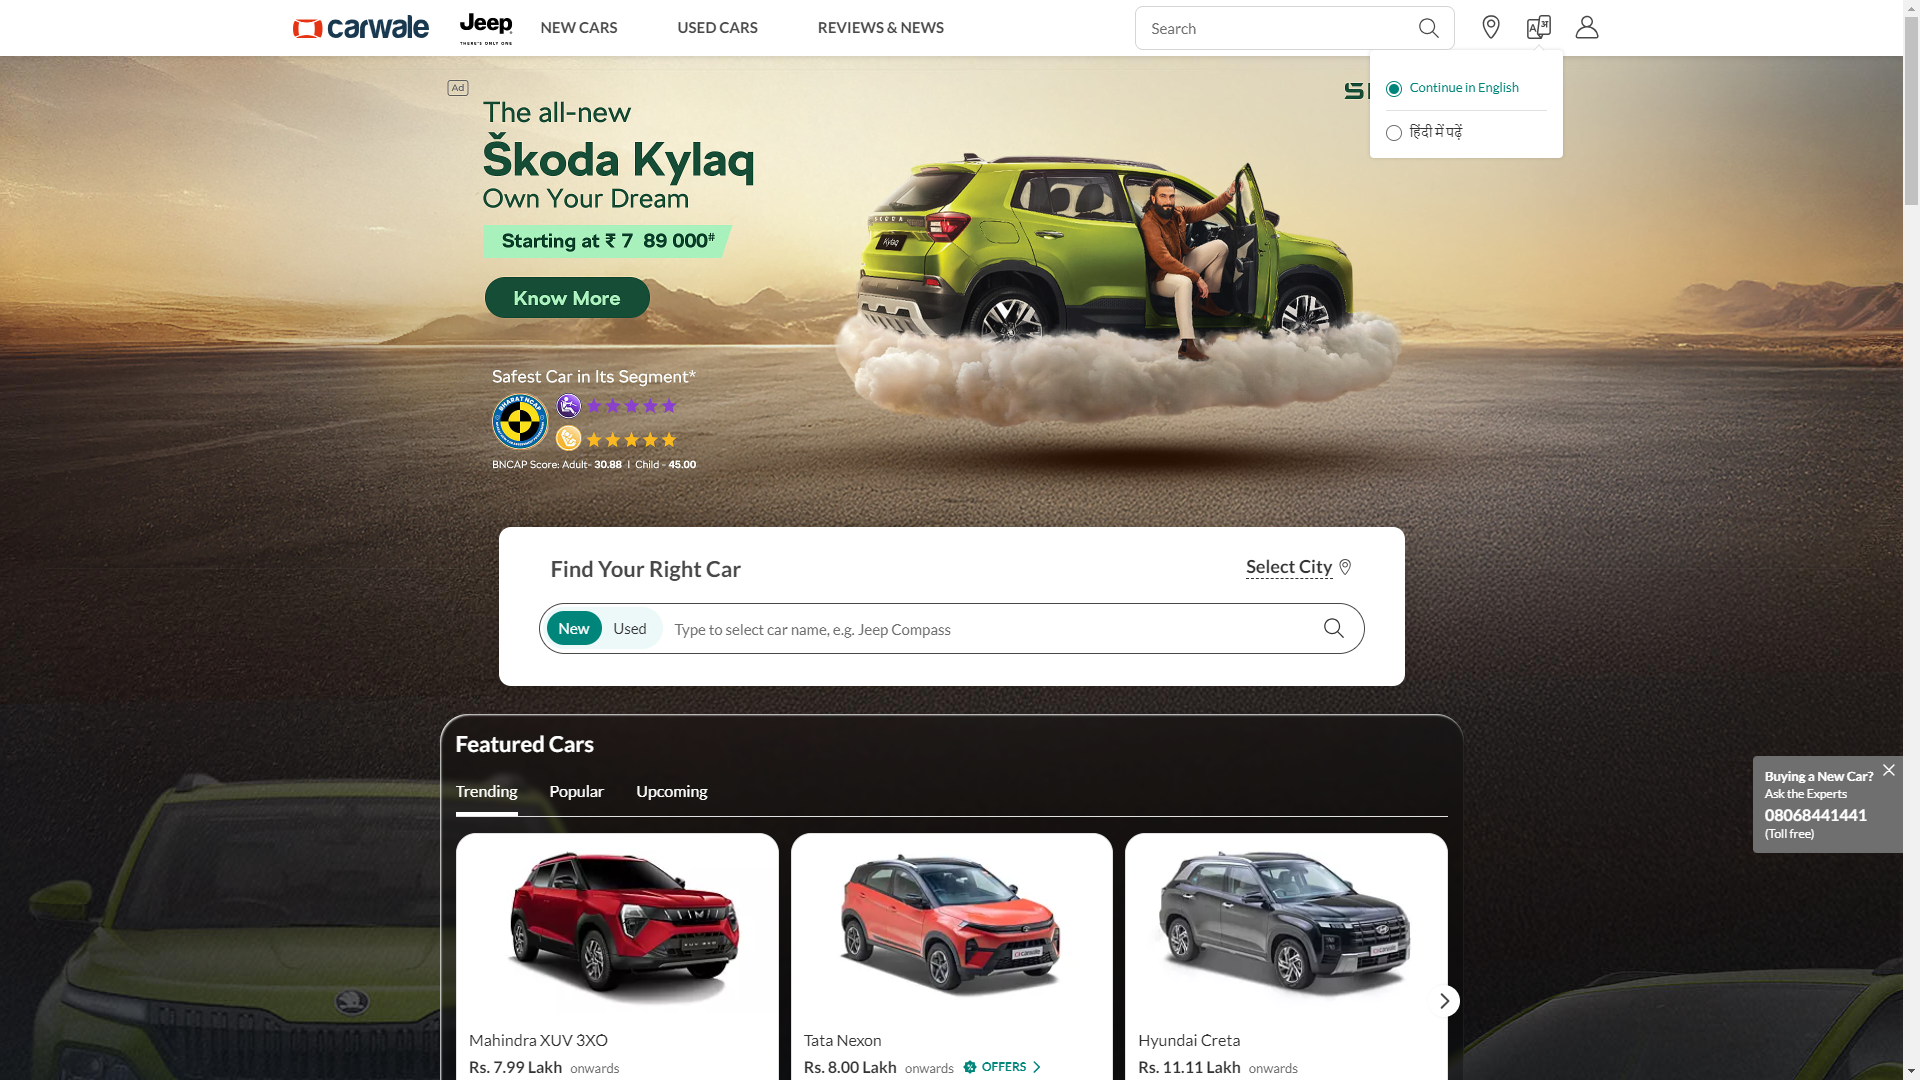 carwale
Jeep
THERE'S ONLY ONE
NEW CARS
USED CARS
REVIEWS & NEWS
Search
Continue in English
हिंदी में पढ़ें
Ad
The all-new
Škoda Kylaq
Own Your Dream
Starting at ₹ 7 89 000#
Know More
SKODA
Kylaq
Safest Car in Its Segment*
BHARAT NCAP
BNCAP Score: Adult- 30.88 | Child - 45.00
Find Your Right Car
Select City
New
Used
Type to select car name, e.g. Jeep Compass
Featured Cars
Trending
Popular
Upcoming
Buying a New Car?
Ask the Experts
08068441441
(Toll free)
Mahindra XUV 3XO
Rs. 7.99 Lakh onwards
Tata Nexon
Rs. 8.00 Lakh onwards
OFFERS
Hyundai Creta
Rs. 11.11 Lakh onwards